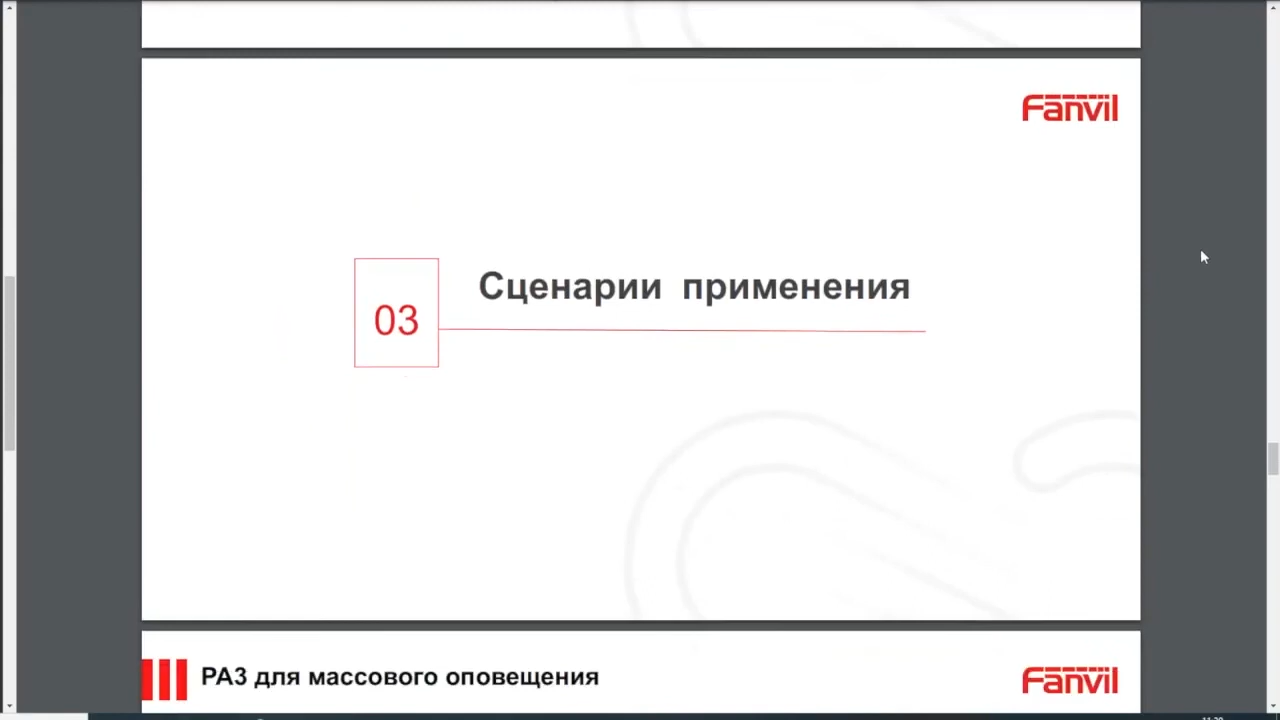 Fanvil
Сценарии применения
03
PA3 для массового оповещения
Fanvil